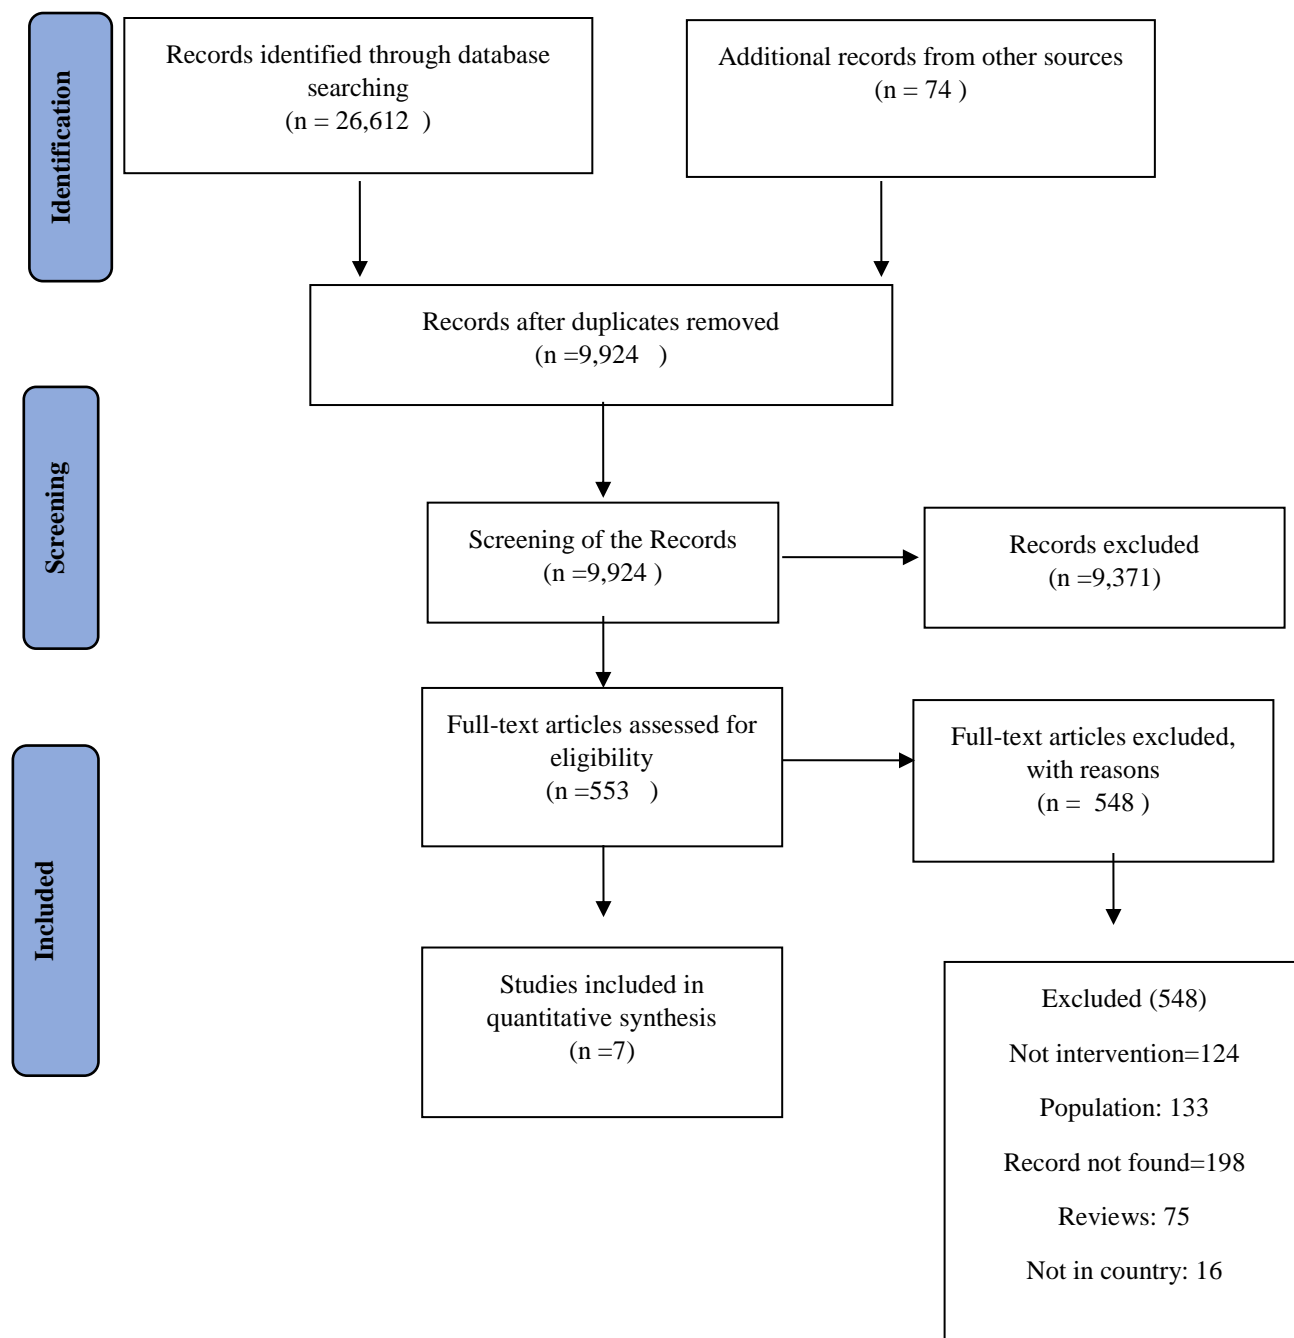 Identification
Records identified through database
searching
(n = 26,612  )
Additional records from other sources
(n = 74 )
Records after duplicates removed
(n =9,924   )
Screening
Screening of the Records
(n =9,924 )
Records excluded
(n =9,371)
Full-text articles assessed for
eligibility
(n =553   )
Full-text articles excluded,
with reasons
(n =  548 )
Included
Studies included in
quantitative synthesis
(n =7)
Excluded (548)
Not intervention=124
Population: 133
Record not found=198
Reviews: 75
Not in country: 16